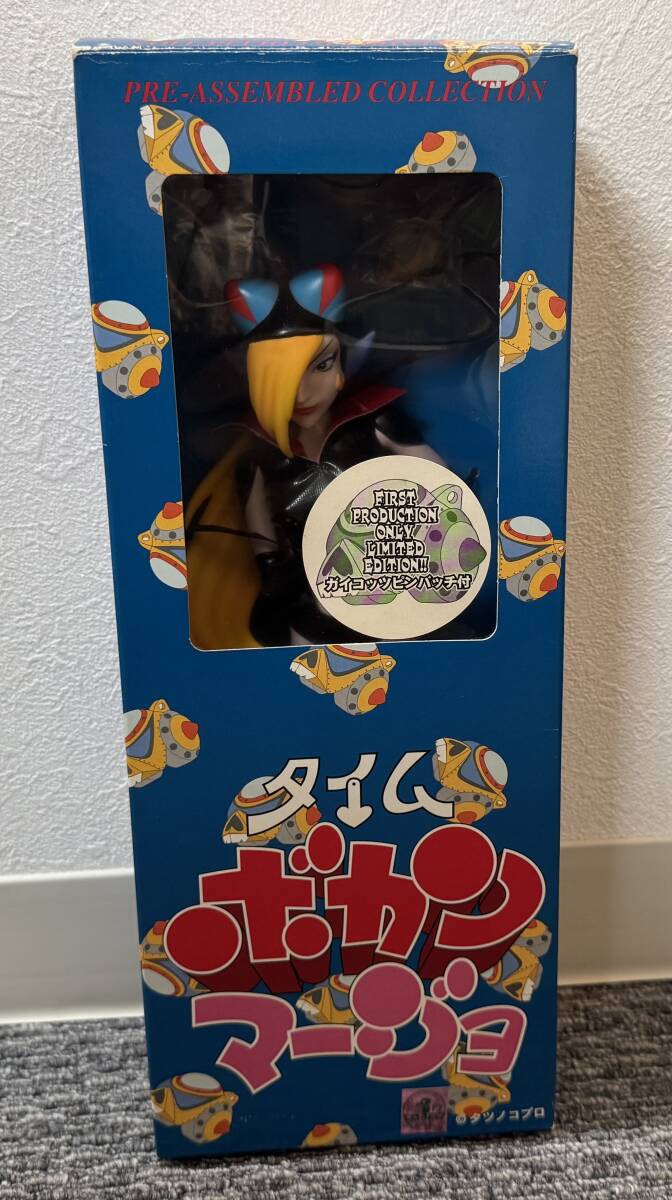 PRE-ASSEMBLED COLLECTION
FIRST
PRODUCTION
ONLY
LIMITED
EDITION!!
ガイコッツピンバッチ付
タイム
ボカン
マージョ
©タツノコプロ